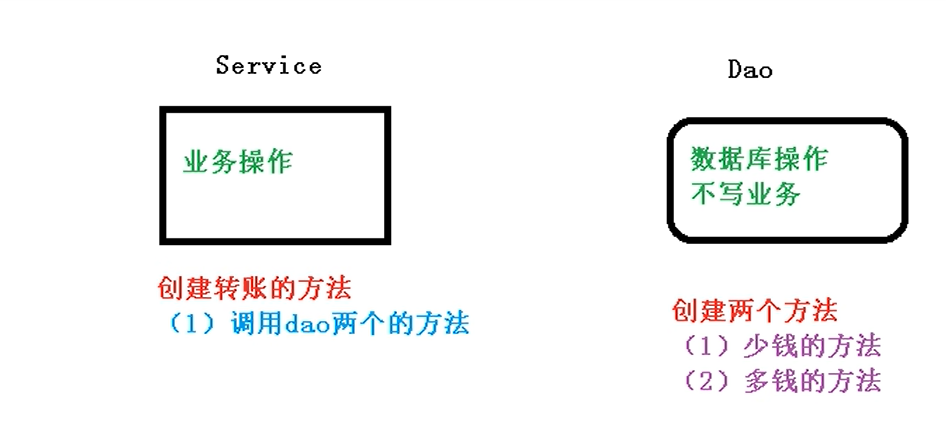 Service
业务操作
创建转账的方法
（1）调用dao两个的方法
Dao
数据库操作
不写业务
创建两个方法
（1）少钱的方法
（2）多钱的方法